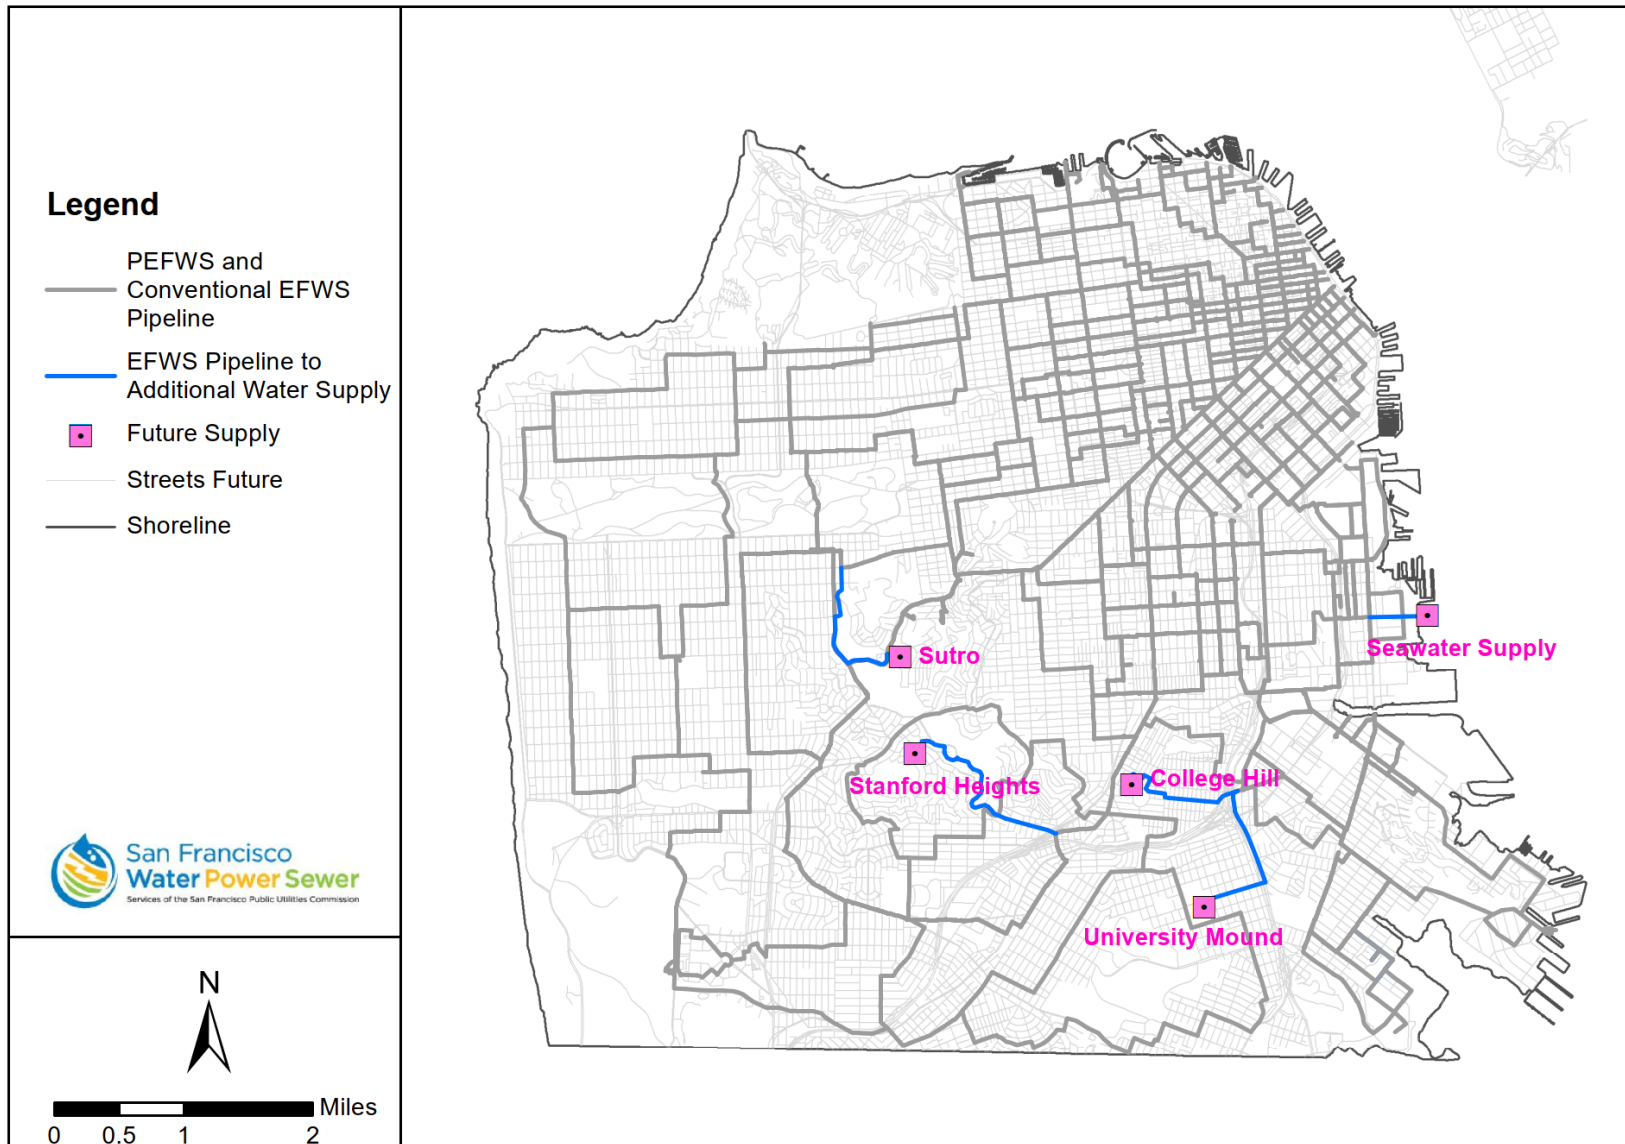 Legend
PEFWS and
Conventional EFWS
Pipeline
EFWS Pipeline to
Additional Water Supply
Future Supply
Streets Future
Shoreline
San Francisco
Water Power Sewer
Services of the San Francisco Public Utilities Commission
N
Miles
0 0.5 1 2
Sutro
Seawater Supply
Stanford Heights
College Hill
University Mound